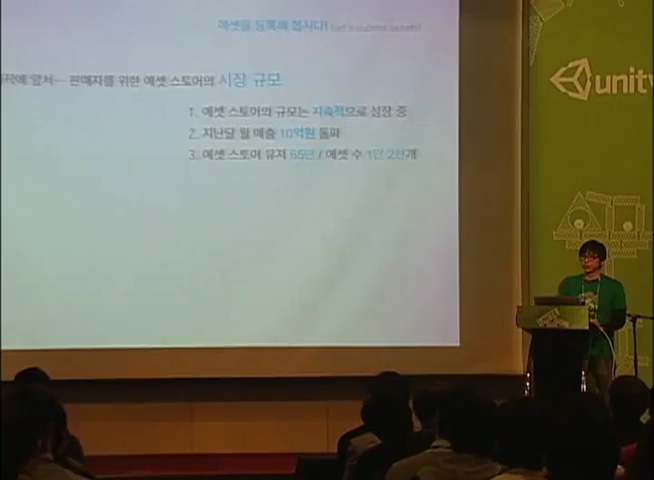 에셋을 등록해 봅시다!
앞서... 판매자를 위한 에셋 스토어의 시장 규모
1. 에셋 스토어의 규모는 지속적으로 성장 중
2. 지난달 월 매출 10억원 돌파
3. 에셋 스토어 유저 65만 / 에셋 수 1만 2천개
unity